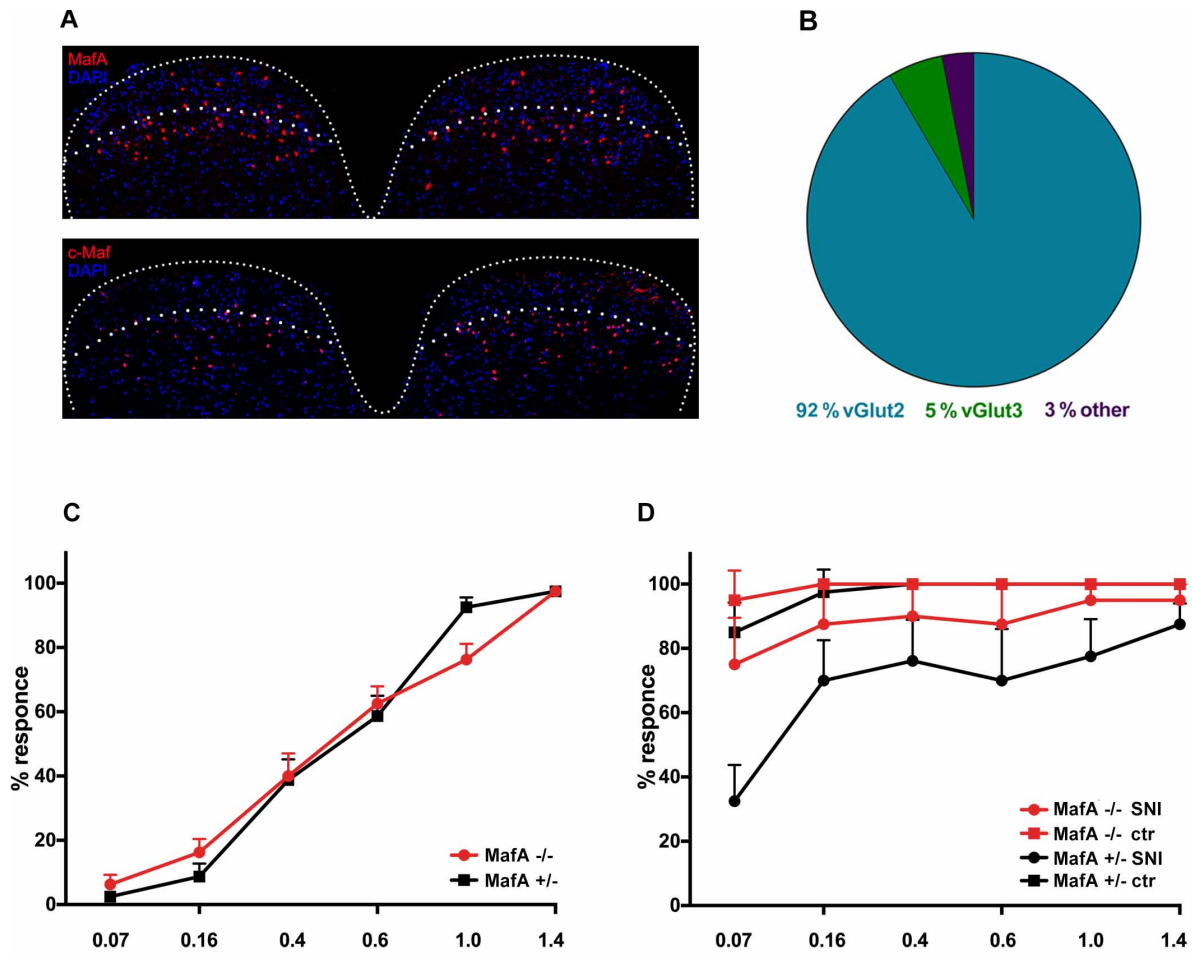 A
MafA
DAPI
c-Maf
DAPI
B
92 % vGlut2 5 % vGlut3 3 % other
C
% responce
100
80
60
40
20
0
0.07 0.16 0.4 0.6 1.0 1.4
MafA -/-
MafA +/-
D
% responce
100
80
60
40
20
0
0.07 0.16 0.4 0.6 1.0 1.4
MafA -/- SNI
MafA -/- ctr
MafA +/- SNI
MafA +/- ctr